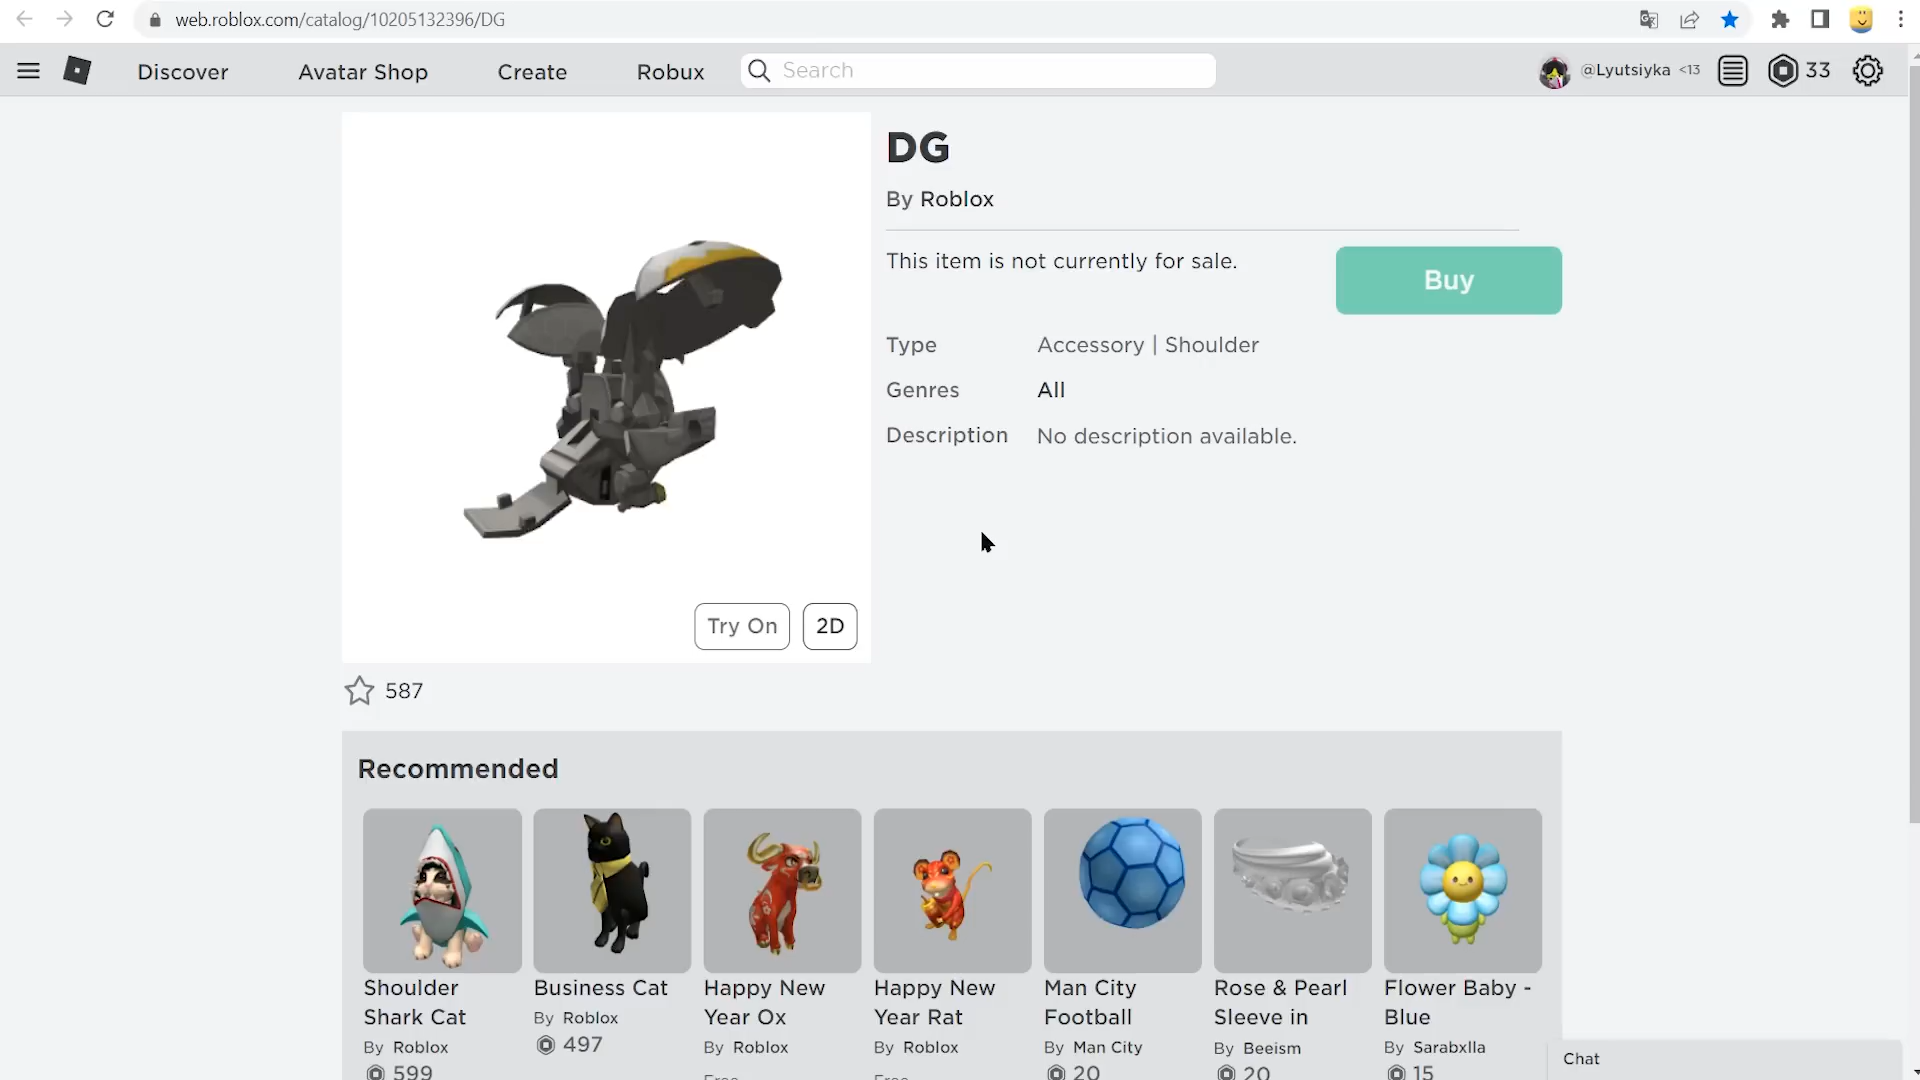 web.roblox.com/catalog/10205132396/DG
Discover
Avatar Shop
Create
Robux
Search
@Lyutsiyka <13
33
DG
By Roblox
This item is not currently for sale.
Buy
Type Accessory | Shoulder
Genres All
Description No description available.
Try On
2D
587
Recommended
Shoulder
Shark Cat
By Roblox
599
Business Cat
By Roblox
497
Happy New
Year Ox
By Roblox
Free
Happy New
Year Rat
By Roblox
Free
Man City
Football
By Man City
20
Rose & Pearl
Sleeve in
By Beeism
20
Flower Baby -
Blue
By Sarabxlla
15
Chat